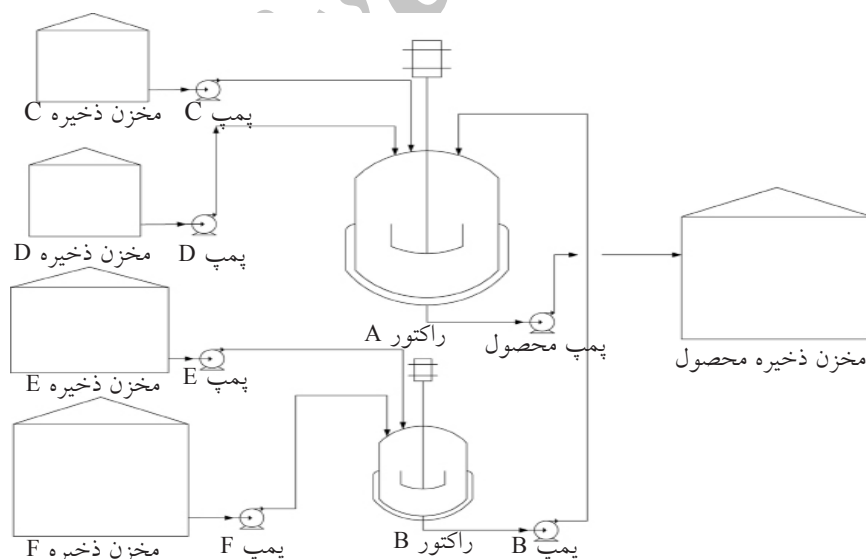 مخزن ذخیره C
پمپ C
مخزن ذخیره D
پمپ D
راکتور A
پمپ محصول
مخزن ذخیره محصول
مخزن ذخیره E
پمپ E
مخزن ذخیره F
پمپ F
راکتور B
پمپ B